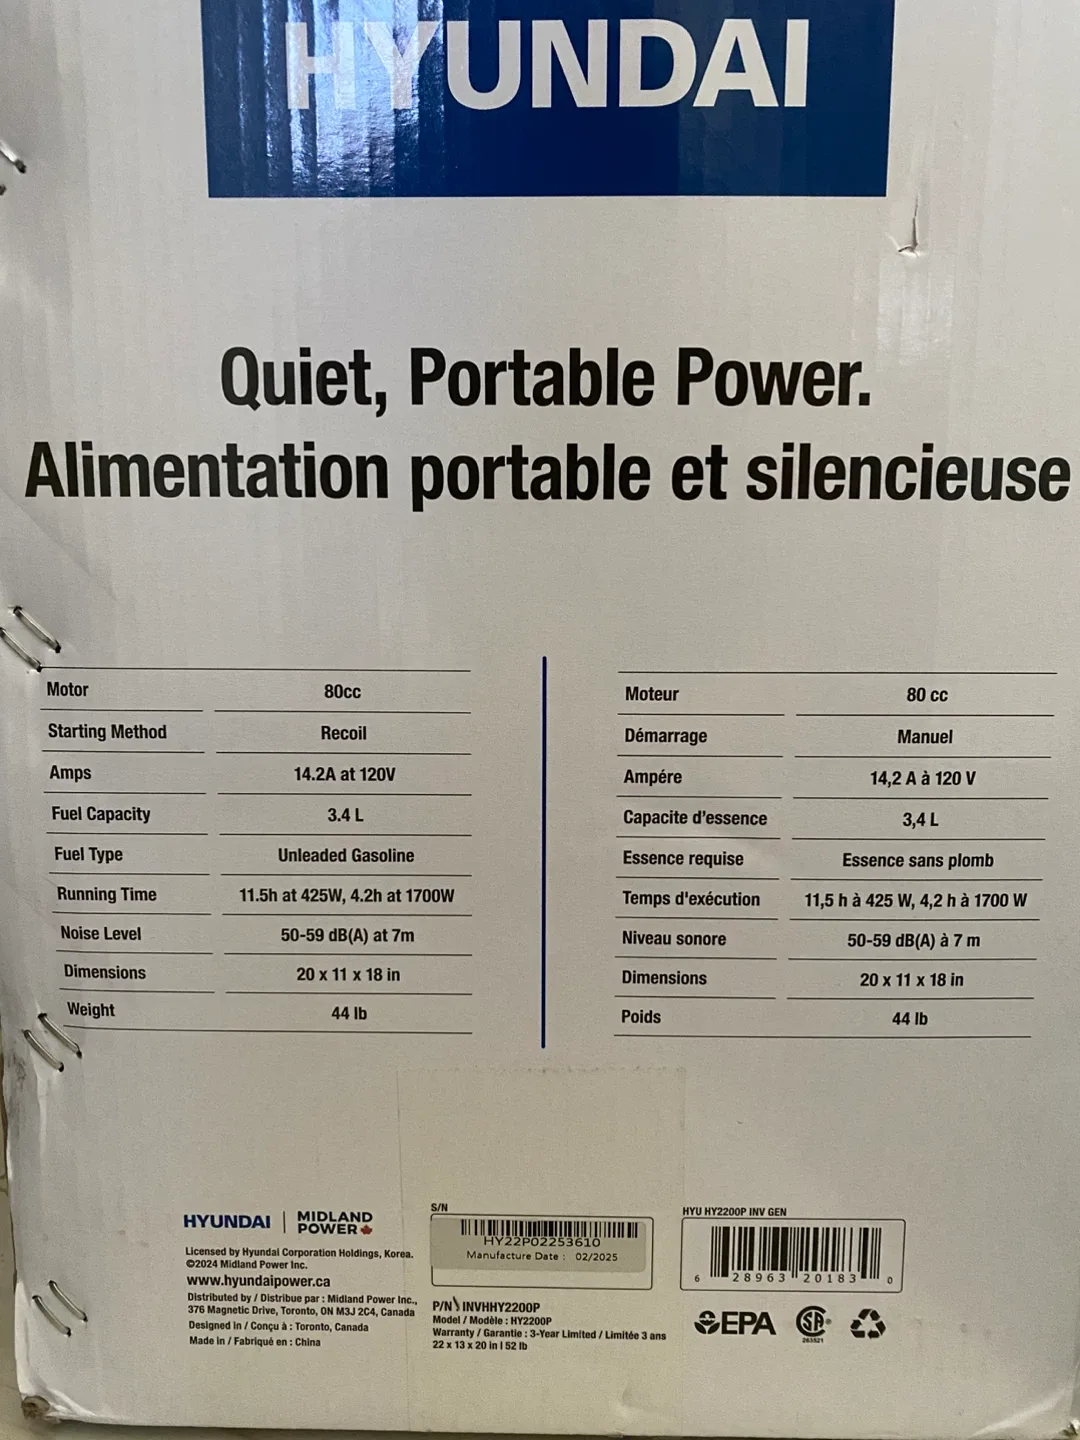 HYUNDAI
Quiet, Portable Power.
Alimentation portable et silencieuse
Motor 80cc
Starting Method Recoil
Amps 14.2A at 120V
Fuel Capacity 3.4 L
Fuel Type Unleaded Gasoline
Running Time 11.5h at 425W, 4.2h at 1700W
Noise Level 50-59 dB(A) at 7m
Dimensions 20 x 11 x 18 in
Weight 44 lb
Moteur 80 cc
Démarrage Manuel
Ampére 14,2 A à 120 V
Capacite d'essence 3,4 L
Essence requise Essence sans plomb
Temps d'exécution 11,5 h à 425 W, 4,2 h à 1700 W
Niveau sonore 50-59 dB(A) à 7 m
Dimensions 20 x 11 x 18 in
Poids 44 lb
HYUNDAI | MIDLAND
POWER
Licensed by Hyundai Corporation Holdings, Korea.
©2024 Midland Power Inc.
www.hyundaipower.ca
Distributed by / Distribue par : Midland Power Inc.,
376 Magnetic Drive, Toronto, ON M3J 2C4, Canada
Designed in / Conçu à : Toronto, Canada
Made in / Fabriqué en : China
S/N
HY22P02253610
Manufacture Date : 02/2025
P/N INVHHY2200P
Model / Modèle : HY2200P
Warranty / Garantie : 3-Year Limited / Limitée 3 ans
22 x 13 x 20 in I 52 lb
HYU HY2200P INV GEN
6 28963 20183 0
EPA
SA
263521